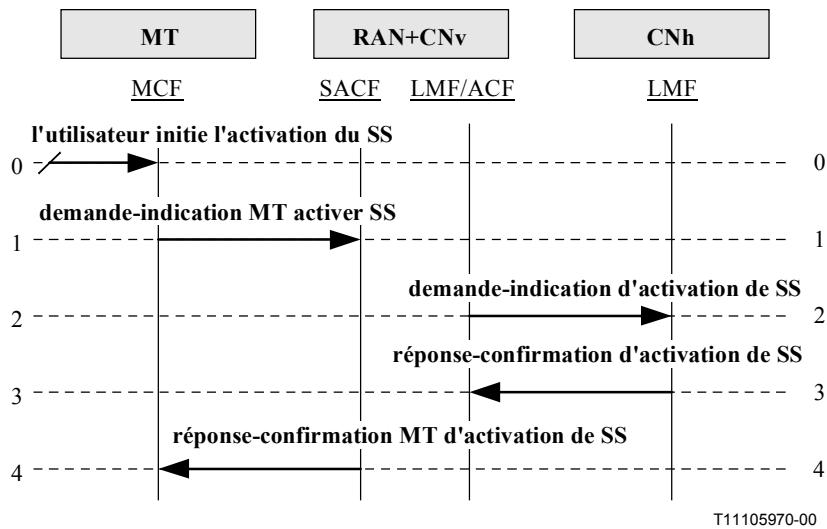 MT RAN+CNv CNh
MCF SACF LMF/ACF LMF
l'utilisateur initie l'activation du SS
0 0
demande-indication MT activer SS
1 1
demande-indication d'activation de SS
2 2
réponse-confirmation d'activation de SS
3 3
réponse-confirmation MT d'activation de SS
4 4
T11105970-00